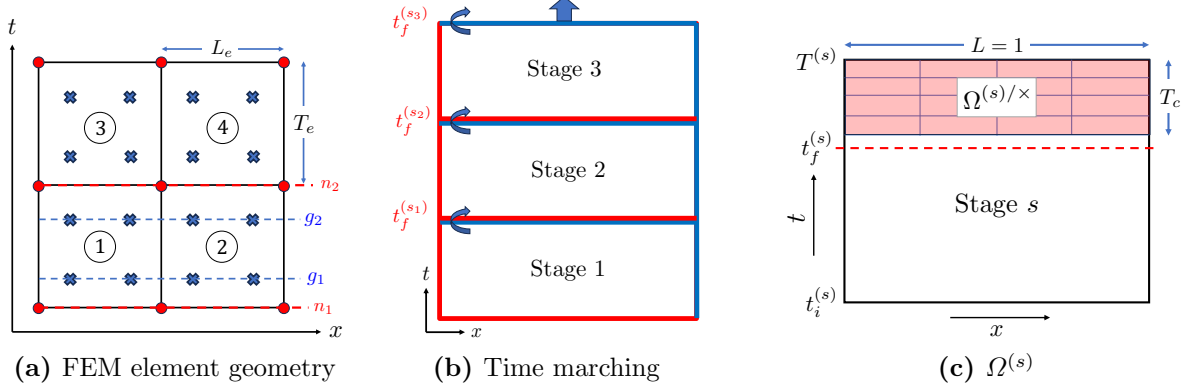 t
L_e
3
4
T_e
n_2
g_2
1
2
g_1
n_1
x
(a) FEM element geometry
t_f^{(s_3)}
Stage 3
t_f^{(s_2)}
Stage 2
t_f^{(s_1)}
Stage 1
t
x
(b) Time marching
L = 1
T^{(s)}
Ω^{(s)/×}
T_c
t_f^{(s)}
Stage s
t
t_i^{(s)}
x
(c) Ω^{(s)}